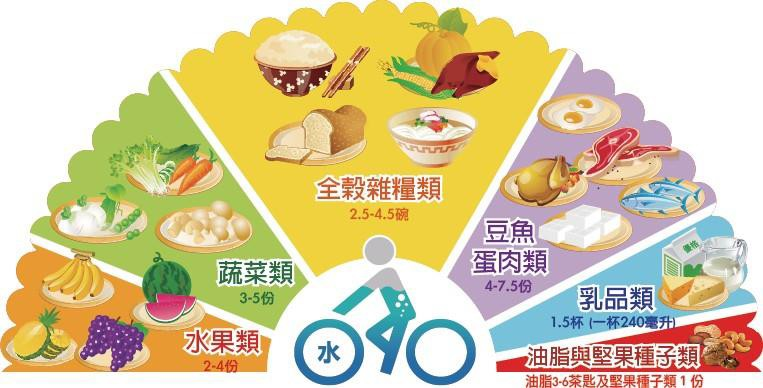 全榖雜糧類
2.5-4.5碗
豆魚
蛋肉類
4-7.5份
蔬菜類
3-5份
乳品類
1.5杯 (一杯240毫升)
水果類
2-4份
油脂與堅果種子類
油脂3-6茶匙及堅果種子類 1 份
水